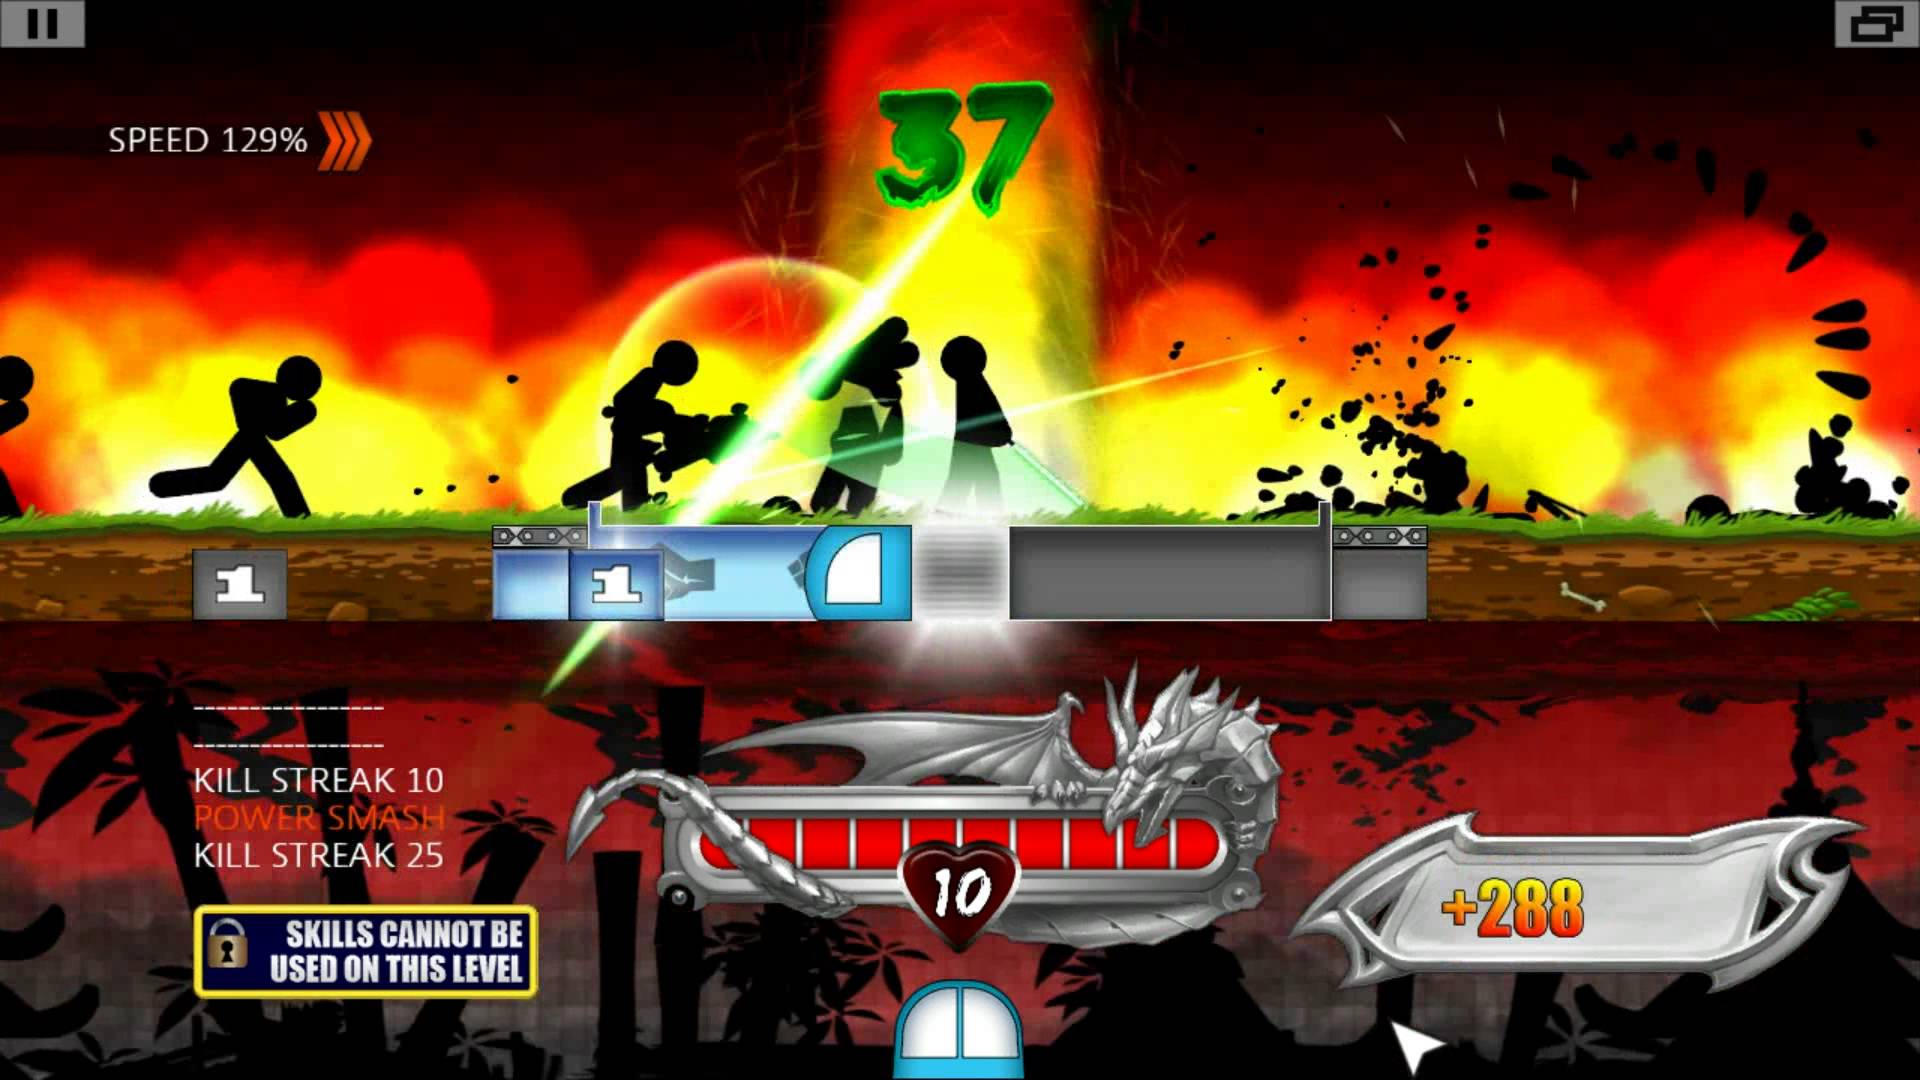 37
SPEED 129%
1
1
-----------------
-----------------
KILL STREAK 10
POWER SMASH
KILL STREAK 25
10
+288
SKILLS CANNOT BE
USED ON THIS LEVEL